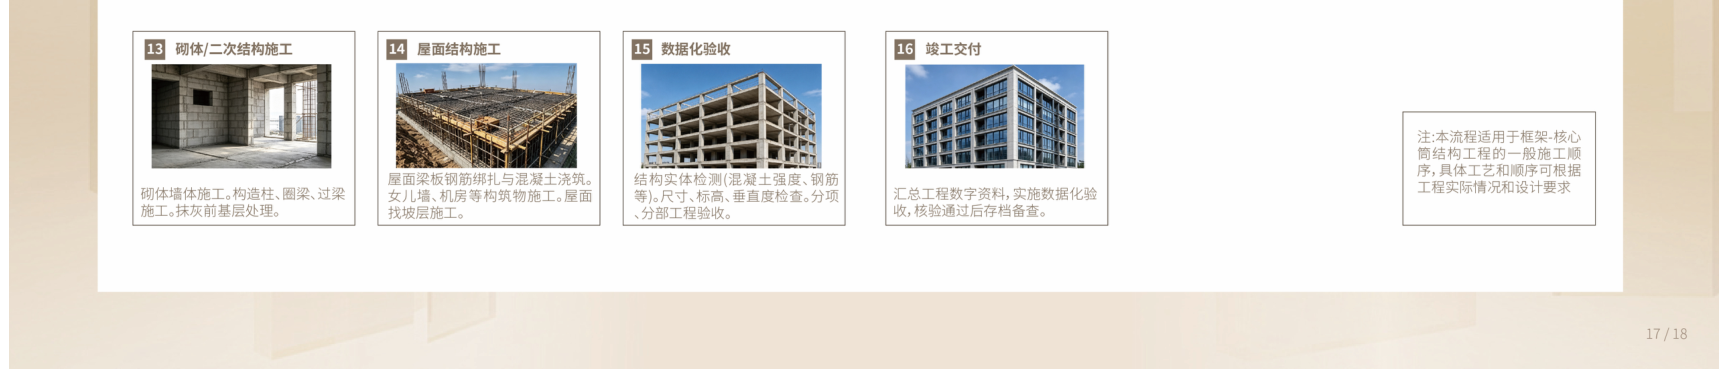 13 砌体/二次结构施工
砌体墙体施工。构造柱、圈梁、过梁
施工。抹灰前基层处理。
14 屋面结构施工
屋面梁板钢筋绑扎与混凝土浇筑。
女儿墙、机房等构筑物施工。屋面
找坡层施工。
15 数据化验收
结构实体检测(混凝土强度、钢筋
等)。尺寸、标高、垂直度检查。分项
、分部工程验收。
16 竣工交付
汇总工程数字资料,实施数据化验
收,核验通过后存档备查。
注:本流程适用于框架-核心
筒结构工程的一般施工顺
序,具体工艺和顺序可根据
工程实际情况和设计要求
17 / 18